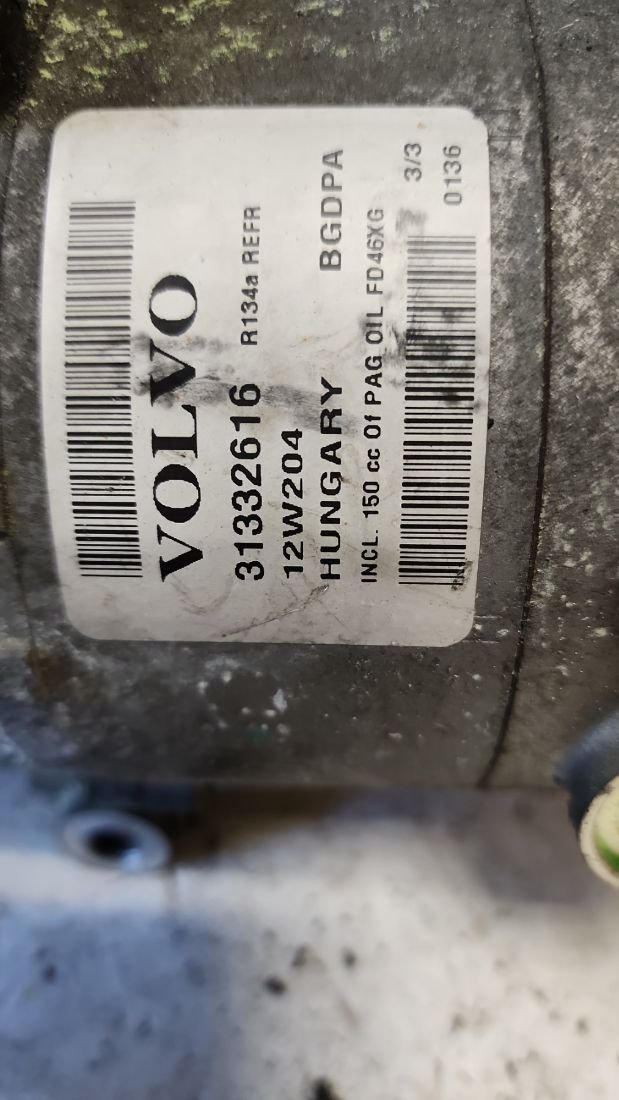 VOLVO
31332616 R134a REFR
12W204
HUNGARY BGDPA
INCL. 150 cc Of PAG OIL FD46XG
3/3
0136